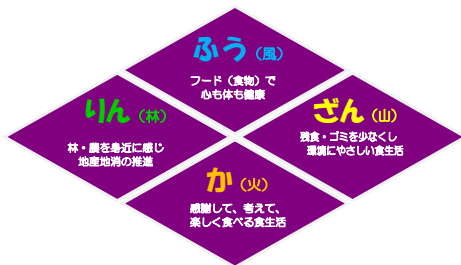 ふう（風）
フード（食物）で
心も体も健康
りん（林）
林・農を身近に感じ
地産地消の推進
ざん（山）
残食・ゴミを少なくし
環境にやさしい食生活
か（火）
感謝して、考えて、
楽しく食べる食生活